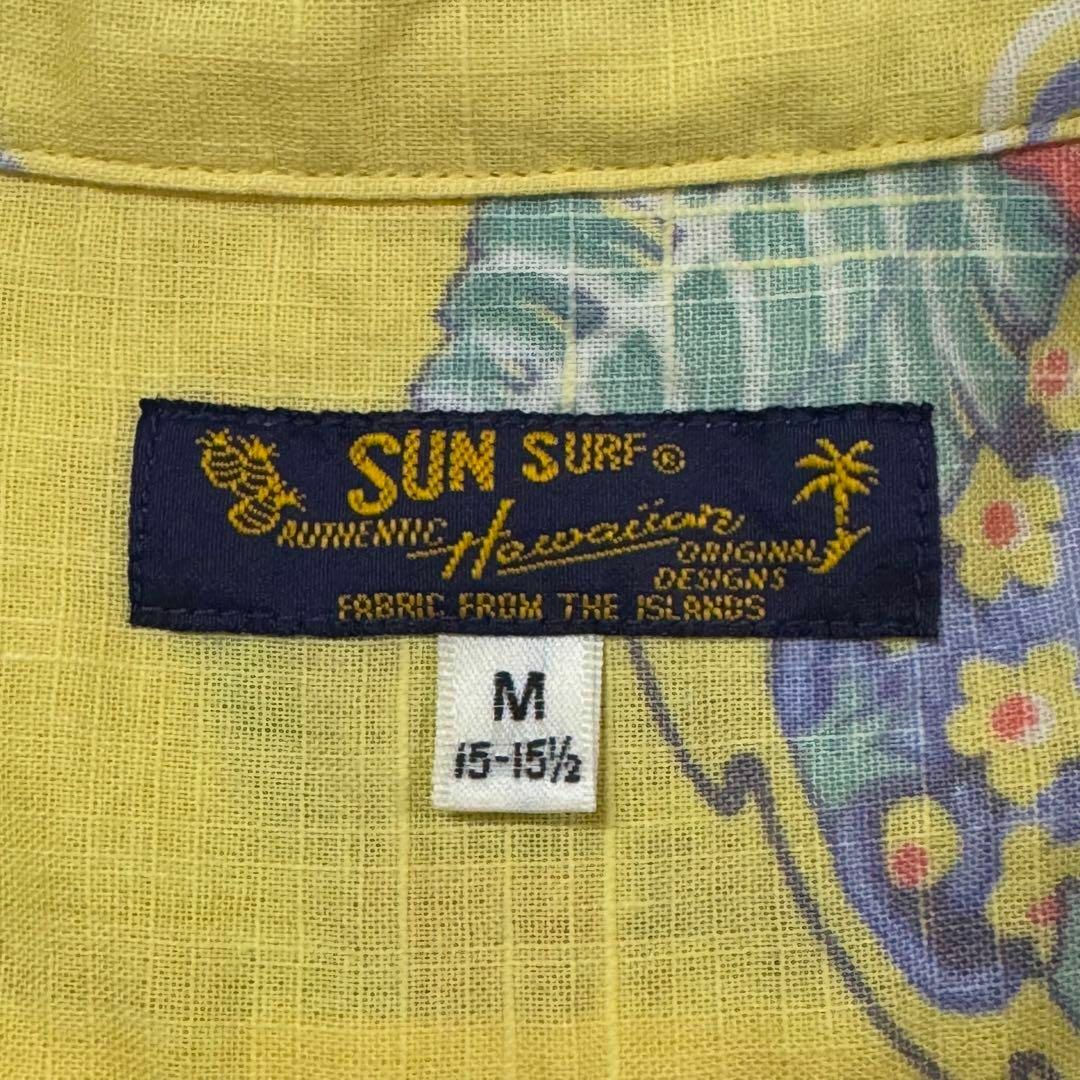 SUN SURF®
AUTHENTIC Hawaiian ORIGINAL
DESIGNS
FABRIC FROM THE ISLANDS
M
15-15½